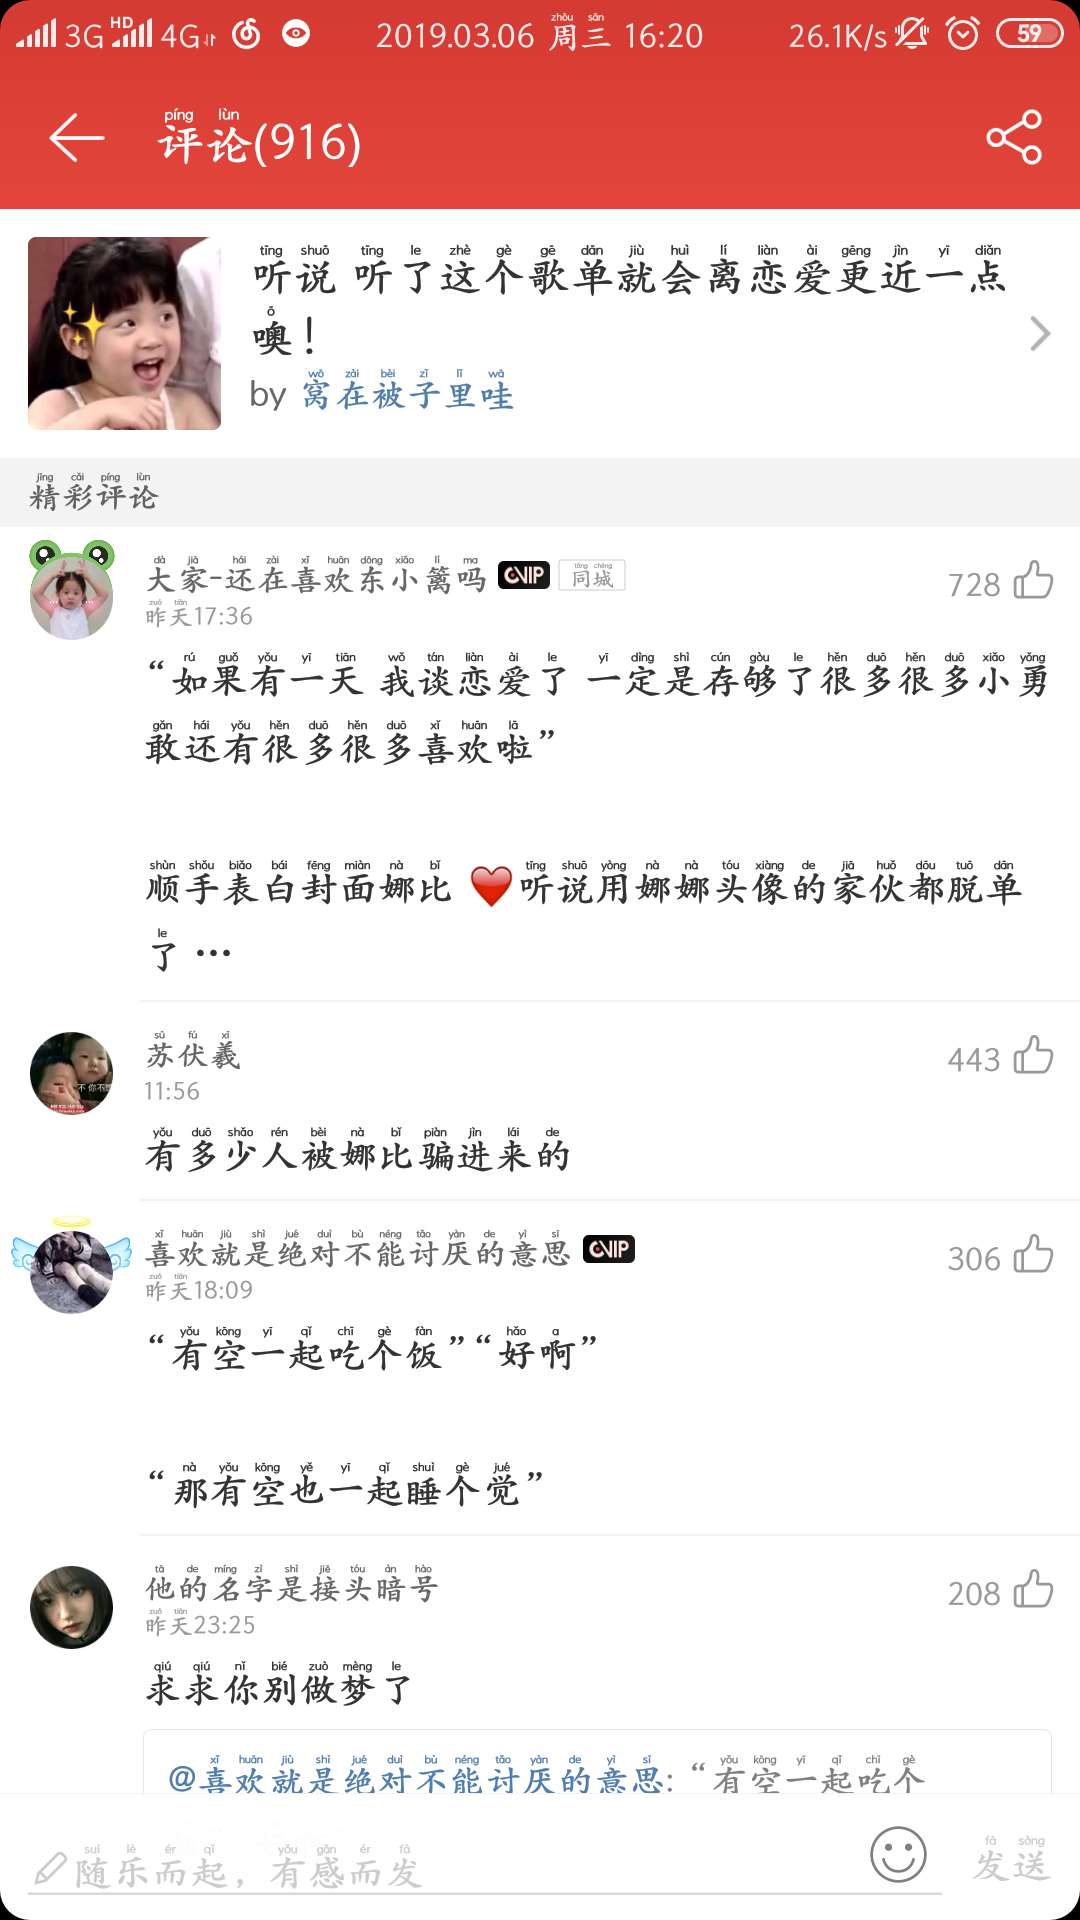 3G HD 4G 2019.03.06 周三 16:20 26.1K/s 59
评论(916)
听说 听了这个歌单就会离恋爱更近一点
噢！
by 窝在被子里哇
精彩评论
大家-还在喜欢东小篱吗 CVIP 同城
728
昨天17:36
“如果有一天 我谈恋爱了 一定是存够了很多很多小勇
敢还有很多很多喜欢啦”
顺手表白封面娜比 ❤️听说用娜娜头像的家伙都脱单
了 …
苏伏羲
443
11:56
有多少人被娜比骗进来的
喜欢就是绝对不能讨厌的意思 CVIP
306
昨天18:09
“有空一起吃个饭”“好啊”
“那有空也一起睡个觉”
他的名字是接头暗号
208
昨天23:25
求求你别做梦了
@喜欢就是绝对不能讨厌的意思: “有空一起吃个
随乐而起，有感而发 发送